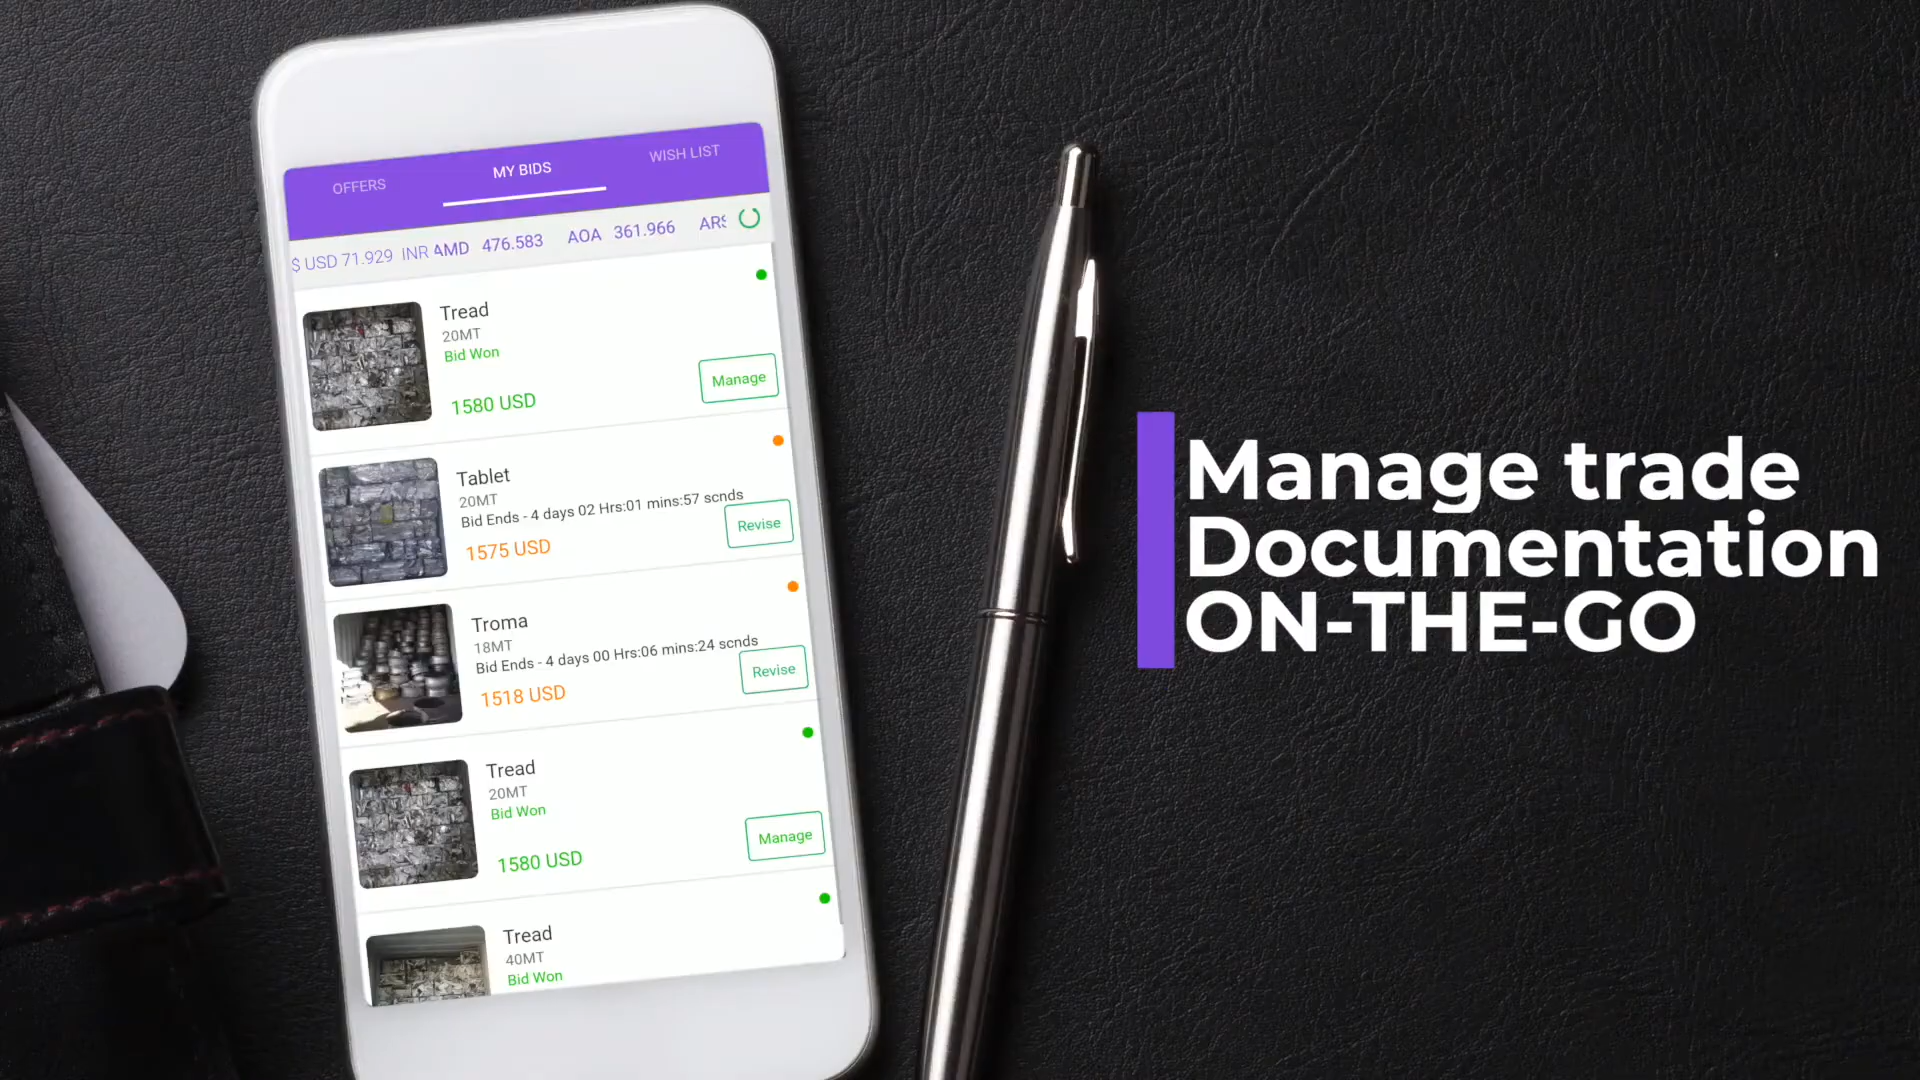 OFFERS
MY BIDS
WISH LIST
$ USD 71.929 INR AMD 476.583 AOA 361.966 ARS
Tread
20MT
Bid Won
1580 USD
Manage
Tablet
20MT
Bid Ends - 4 days 02 Hrs:01 mins:57 scnds
1575 USD
Revise
Troma
18MT
Bid Ends - 4 days 00 Hrs:06 mins:24 scnds
1518 USD
Revise
Tread
20MT
Bid Won
1580 USD
Manage
Tread
40MT
Bid Won
Manage trade
Documentation
ON-THE-GO